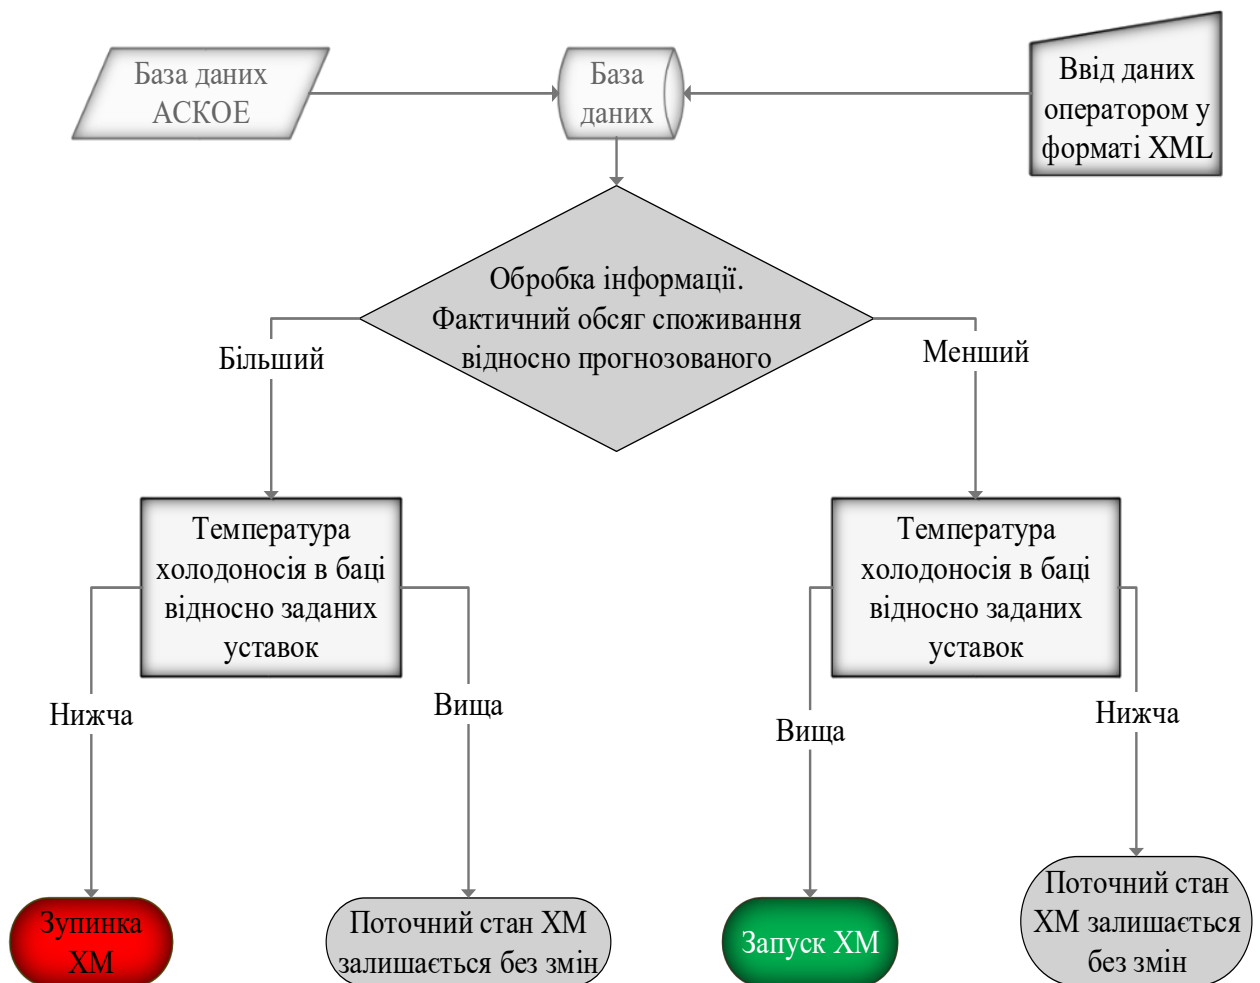 База даних
АСКОЕ
База
даних
Ввід даних
оператором у
форматі XML
Обробка інформації.
Фактичний обсяг споживання
відносно прогнозованого
Більший
Менший
Температура
холодоносія в баці
відносно заданих
уставок
Температура
холодоносія в баці
відносно заданих
уставок
Нижча
Вища
Вища
Нижча
Зупинка
ХМ
Поточний стан ХМ
залишається без змін
Запуск ХМ
Поточний стан
ХМ залишається
без змін